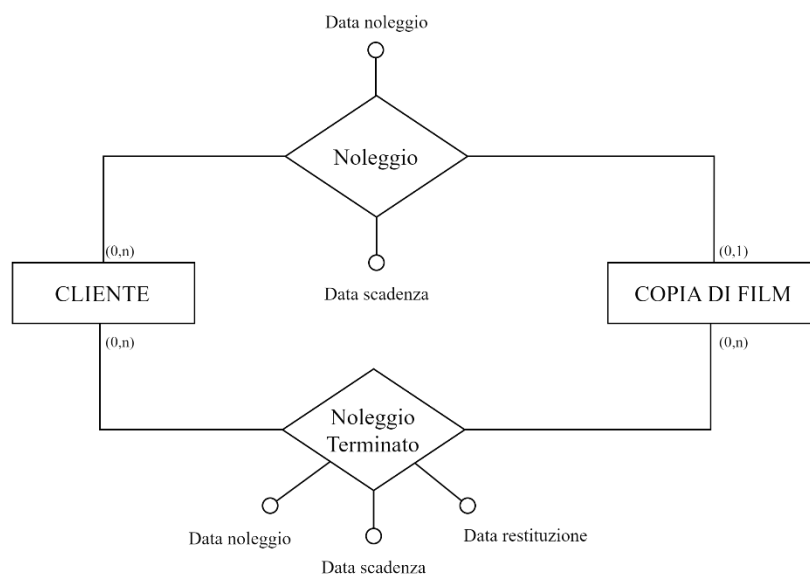 Data noleggio
Noleggio
(0,n)
(0,1)
CLIENTE
Data scadenza
COPIA DI FILM
(0,n)
(0,n)
Noleggio
Terminato
Data noleggio
Data scadenza
Data restituzione